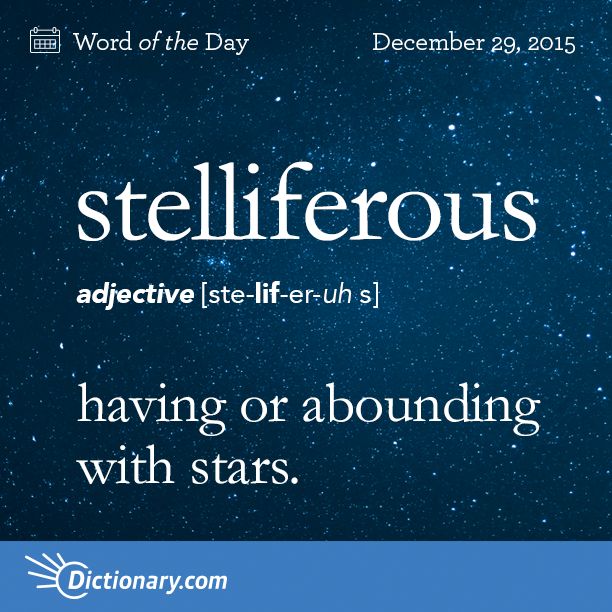 Word of the Day
December 29, 2015
stelliferous
adjective [ste-lif-er-uh s]
having or abounding
with stars.
Dictionary.com